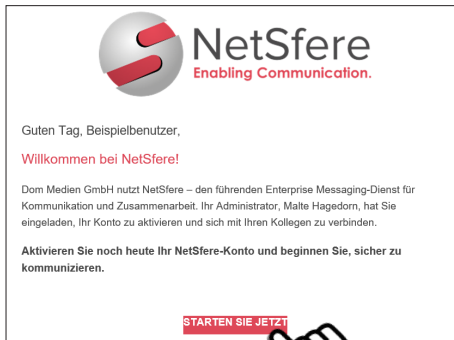 NetSfere
Enabling Communication.
Guten Tag, Beispielbenutzer,
Willkommen bei NetSfere!
Dom Medien GmbH nutzt NetSfere – den führenden Enterprise Messaging-Dienst für
Kommunikation und Zusammenarbeit. Ihr Administrator, Malte Hagedorn, hat Sie
eingeladen, Ihr Konto zu aktivieren und sich mit Ihren Kollegen zu verbinden.
Aktivieren Sie noch heute Ihr NetSfere-Konto und beginnen Sie, sicher zu
kommunizieren.
STARTEN SIE JETZT